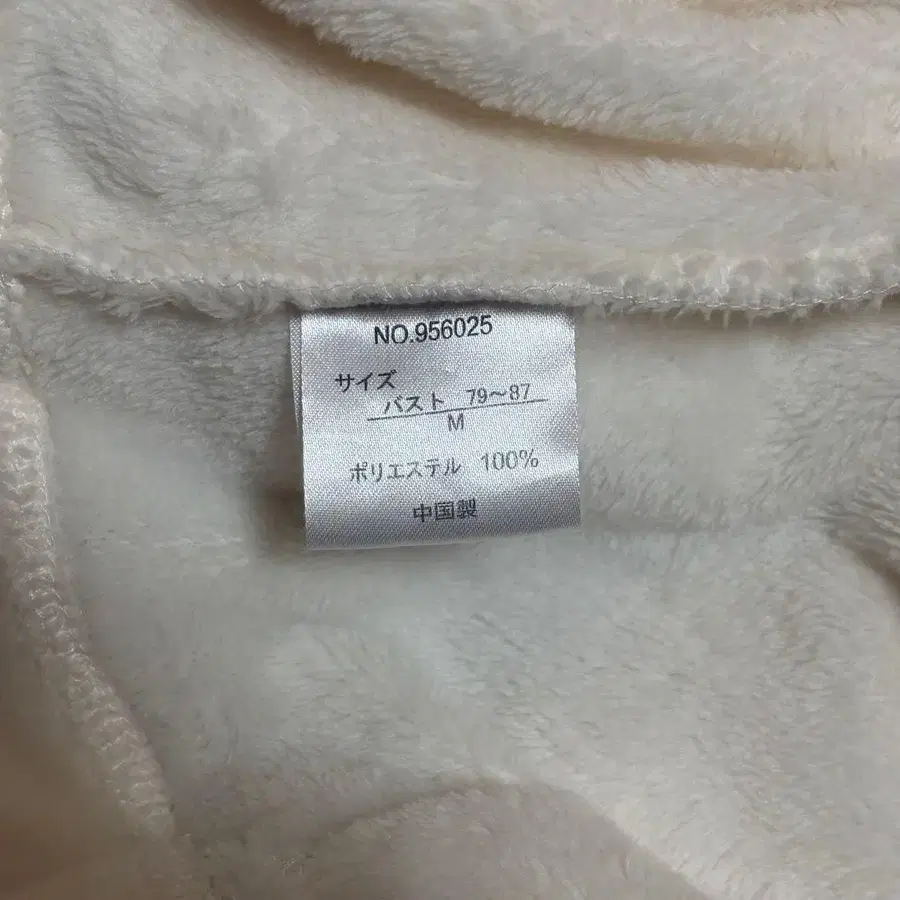 NO.956025
サイズ
バスト 79～87
M
ポリエステル 100%
中国製